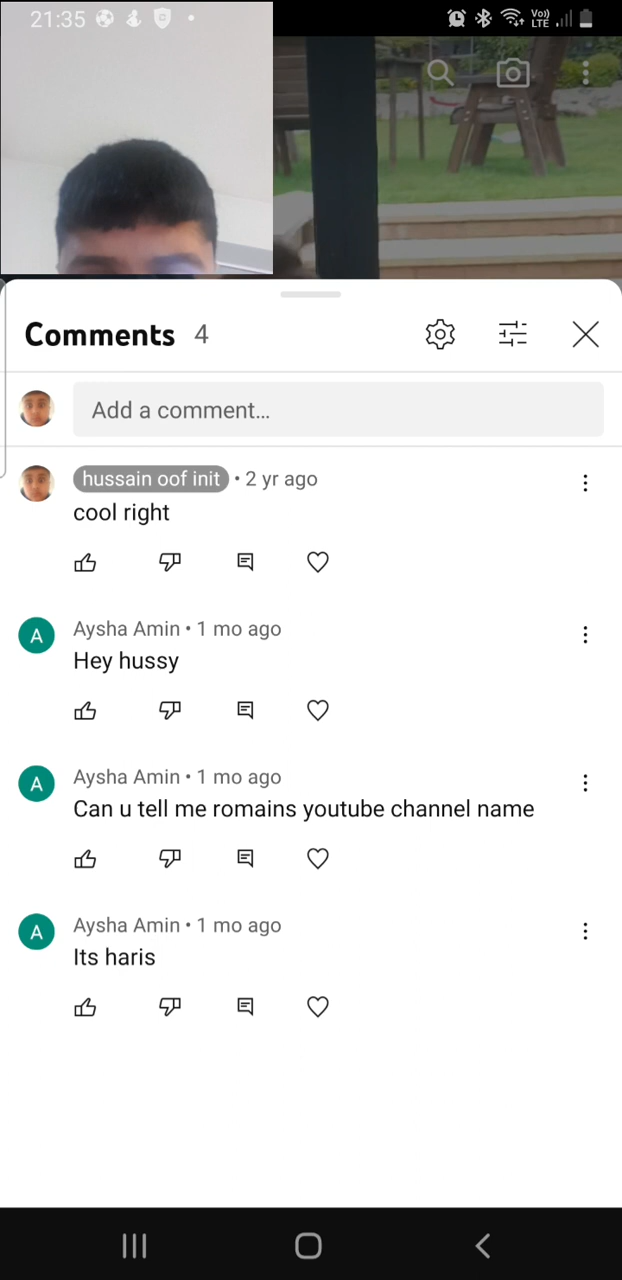 21:35
Vo))
LTE
Comments 4
Add a comment...
hussain oof init • 2 yr ago
cool right
A
Aysha Amin • 1 mo ago
Hey hussy
A
Aysha Amin • 1 mo ago
Can u tell me romains youtube channel name
A
Aysha Amin • 1 mo ago
Its haris